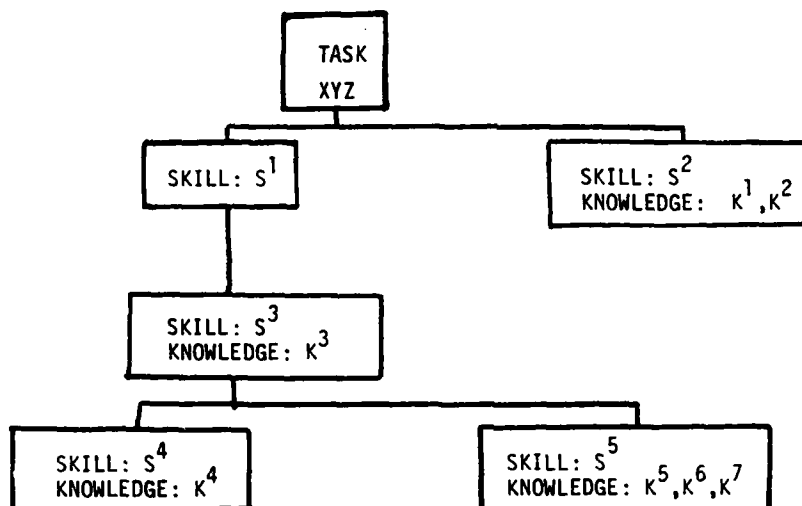 TASK
XYZ
SKILL: S¹
SKILL: S²
KNOWLEDGE: K¹,K²
SKILL: S³
KNOWLEDGE: K³
SKILL: S⁴
KNOWLEDGE: K⁴
SKILL: S⁵
KNOWLEDGE: K⁵,K⁶,K⁷